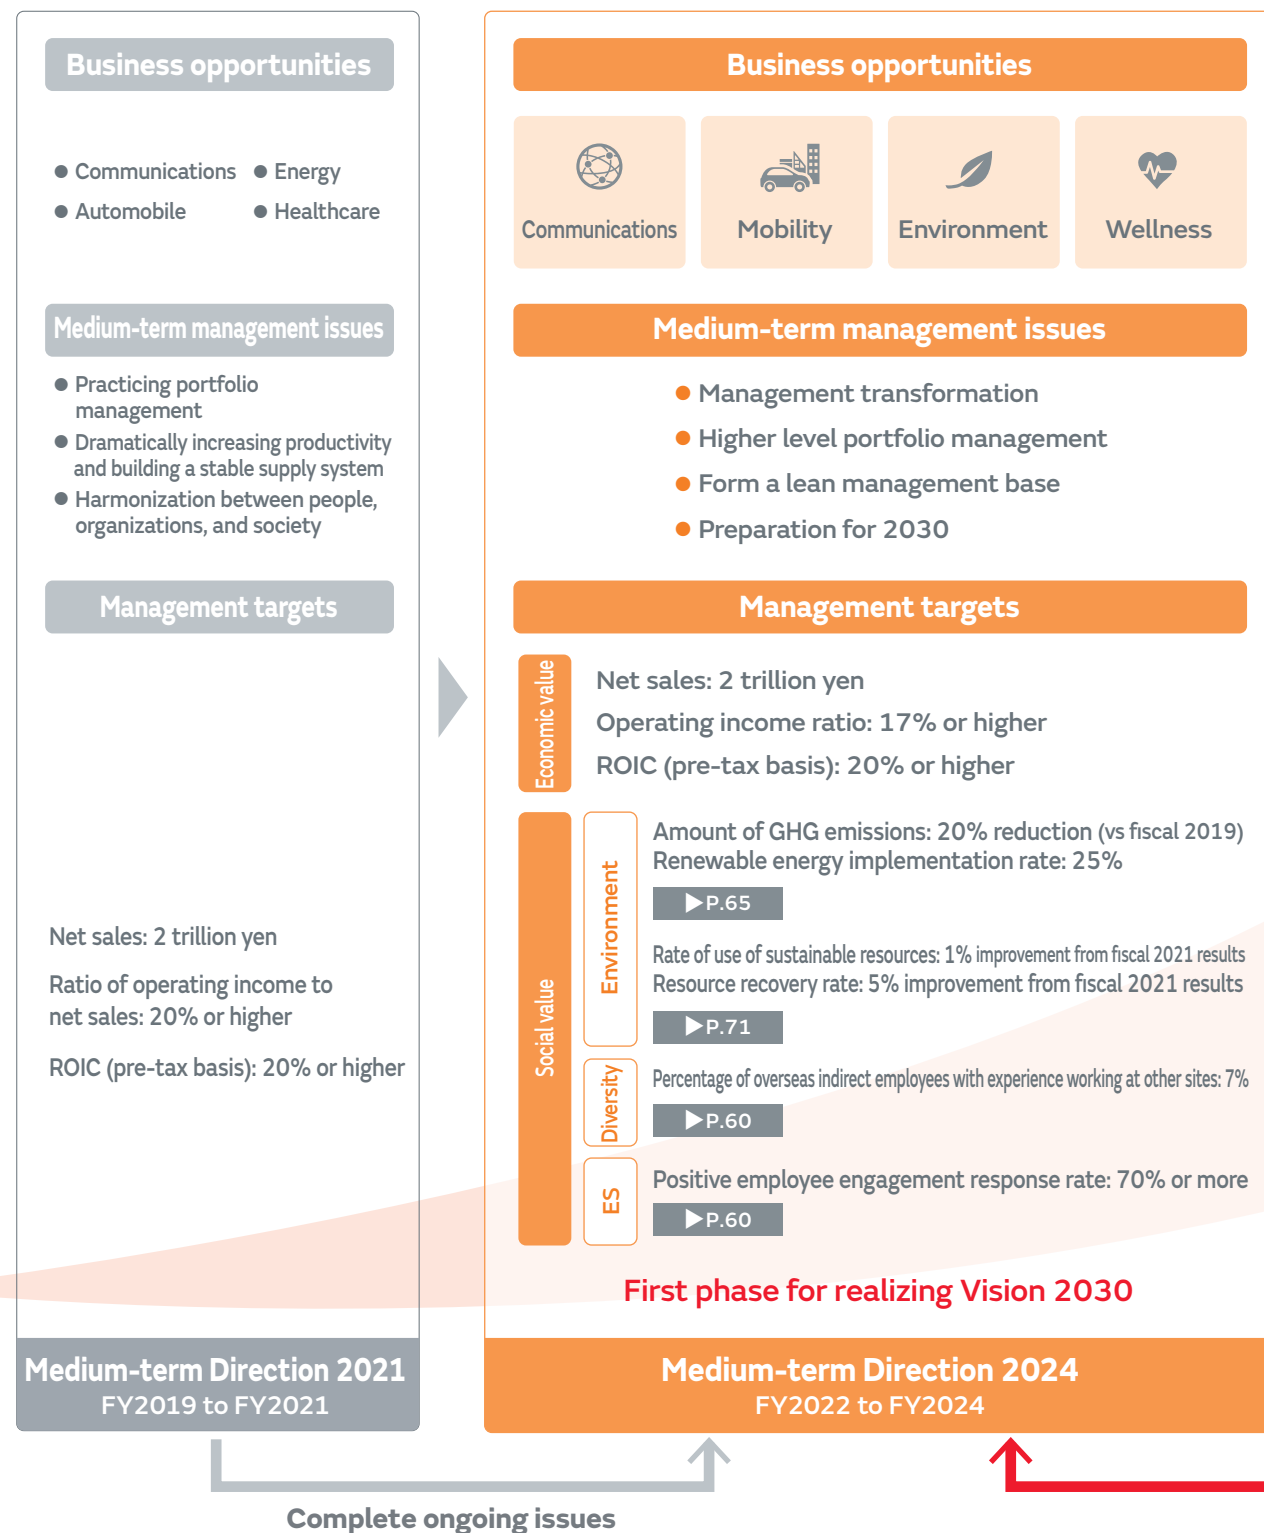 Business opportunities
● Communications ● Energy
● Automobile ● Healthcare
Medium-term management issues
● Practicing portfolio
management
● Dramatically increasing productivity
and building a stable supply system
● Harmonization between people,
organizations, and society
Management targets
Net sales: 2 trillion yen
Ratio of operating income to
net sales: 20% or higher
ROIC (pre-tax basis): 20% or higher
Medium-term Direction 2021
FY2019 to FY2021
Business opportunities
Communications
Mobility
Environment
Wellness
Medium-term management issues
● Management transformation
● Higher level portfolio management
● Form a lean management base
● Preparation for 2030
Management targets
Economic value
Net sales: 2 trillion yen
Operating income ratio: 17% or higher
ROIC (pre-tax basis): 20% or higher
Social value
Environment
Amount of GHG emissions: 20% reduction (vs fiscal 2019)
Renewable energy implementation rate: 25%
▶P.65
Rate of use of sustainable resources: 1% improvement from fiscal 2021 results
Resource recovery rate: 5% improvement from fiscal 2021 results
▶P.71
Diversity
Percentage of overseas indirect employees with experience working at other sites: 7%
▶P.60
ES
Positive employee engagement response rate: 70% or more
▶P.60
First phase for realizing Vision 2030
Medium-term Direction 2024
FY2022 to FY2024
Complete ongoing issues